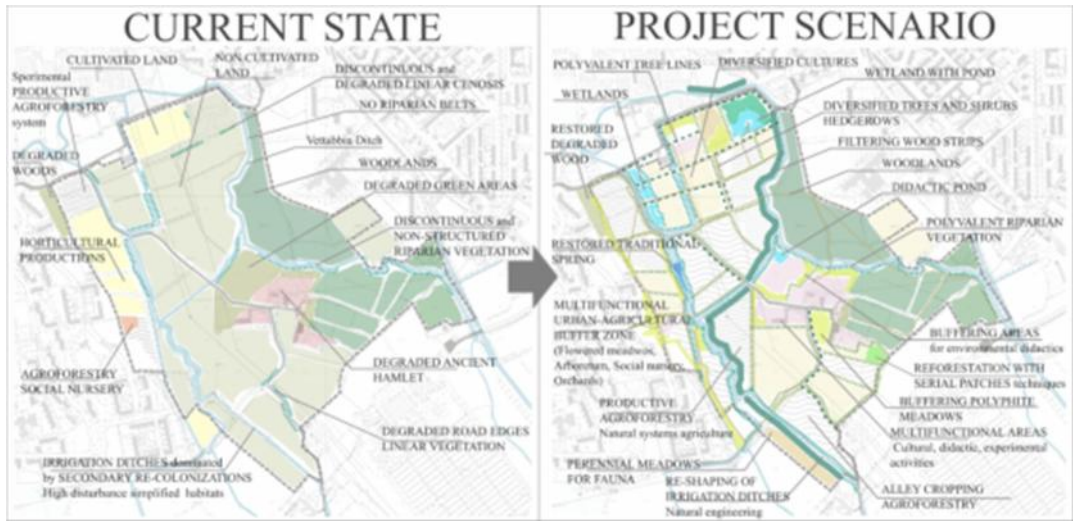 CURRENT STATE
CULTIVATED LAND
NON CULTIVATED
LAND
Sperimental
PRODUCTIVE
AGROFORESTRY
system
DISCONTINUOUS and
DEGRADED LINEAR CENOSIS
NO RIPARIAN BELTS
Vettabbia Ditch
DEGRADED
WOODS
WOODLANDS
DEGRADED GREEN AREAS
DISCONTINUOUS and
NON-STRUCTURED
RIPARIAN VEGETATION
HORTICULTURAL
PRODUCTIONS
AGROFORESTRY
SOCIAL NURSERY
DEGRADED ANCIENT
HAMLET
DEGRADED ROAD EDGES
LINEAR VEGETATION
IRRIGATION DITCHES dominated
by SECONDARY RE-COLONIZATIONS
High disturbance simplified habitats
PROJECT SCENARIO
POLYVALENT TREE LINES
DIVERSIFIED CULTURES
WETLAND WITH POND
WETLANDS
DIVERSIFIED TREES AND SHRUBS
HEDGEROWS
RESTORED
DEGRADED
WOOD
FILTERING WOOD STRIPS
WOODLANDS
DIDACTIC POND
POLYVALENT RIPARIAN
VEGETATION
RESTORED TRADITIONAL
SPRING
MULTIFUNCTIONAL
URBAN-AGRICULTURAL
BUFFER ZONE
(Flowered meadows,
Arboretum, Social nursery,
Orchards)
BUFFERING AREAS
for environmental didactics
REFORESTATION WITH
SERIAL PATCHES techniques
PRODUCTIVE
AGROFORESTRY
Natural systems agriculture
BUFFERING POLYPHITE
MEADOWS
MULTIFUNCTIONAL AREAS
Cultural, didactic, experimental
activities
PERENNIAL MEADOWS
FOR FAUNA
RE-SHAPING OF
IRRIGATION DITCHES
Natural engineering
ALLEY CROPPING
AGROFORESTRY